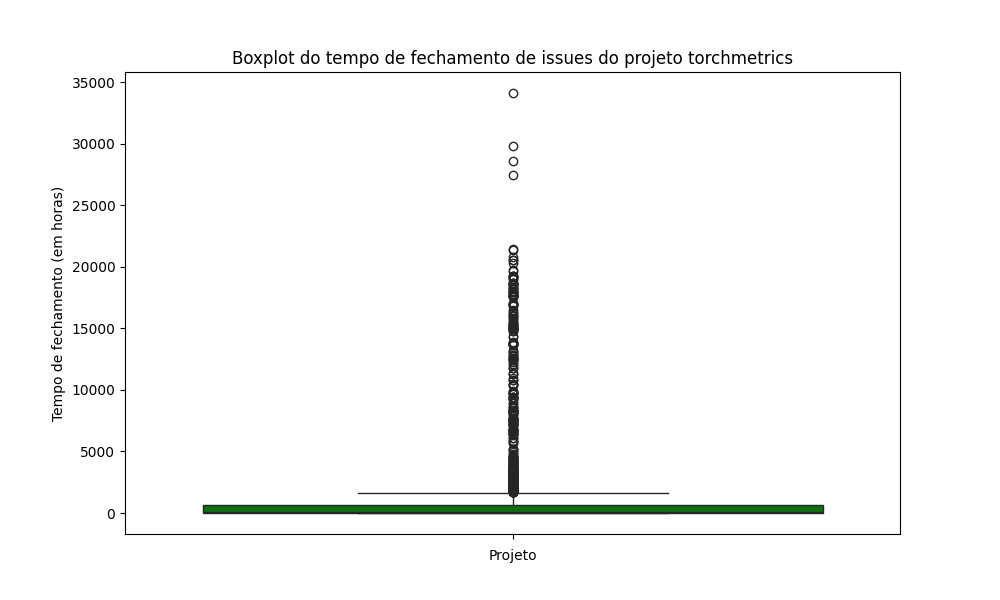 Boxplot do tempo de fechamento de issues do projeto torchmetrics
35000
30000
25000
20000
15000
10000
5000
0
Tempo de fechamento (em horas)
Projeto